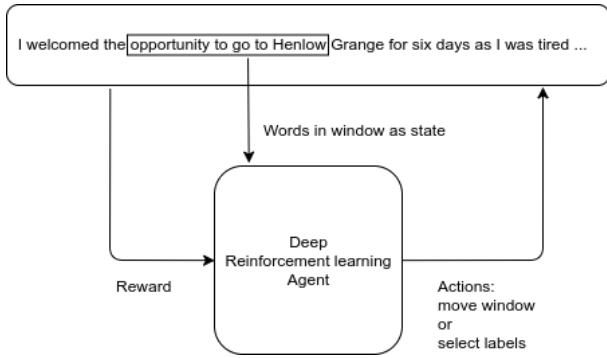 I welcomed the opportunity to go to Henlow Grange for six days as I was tired ...
Words in window as state
Deep
Reinforcement learning
Agent
Reward
Actions:
move window
or
select labels